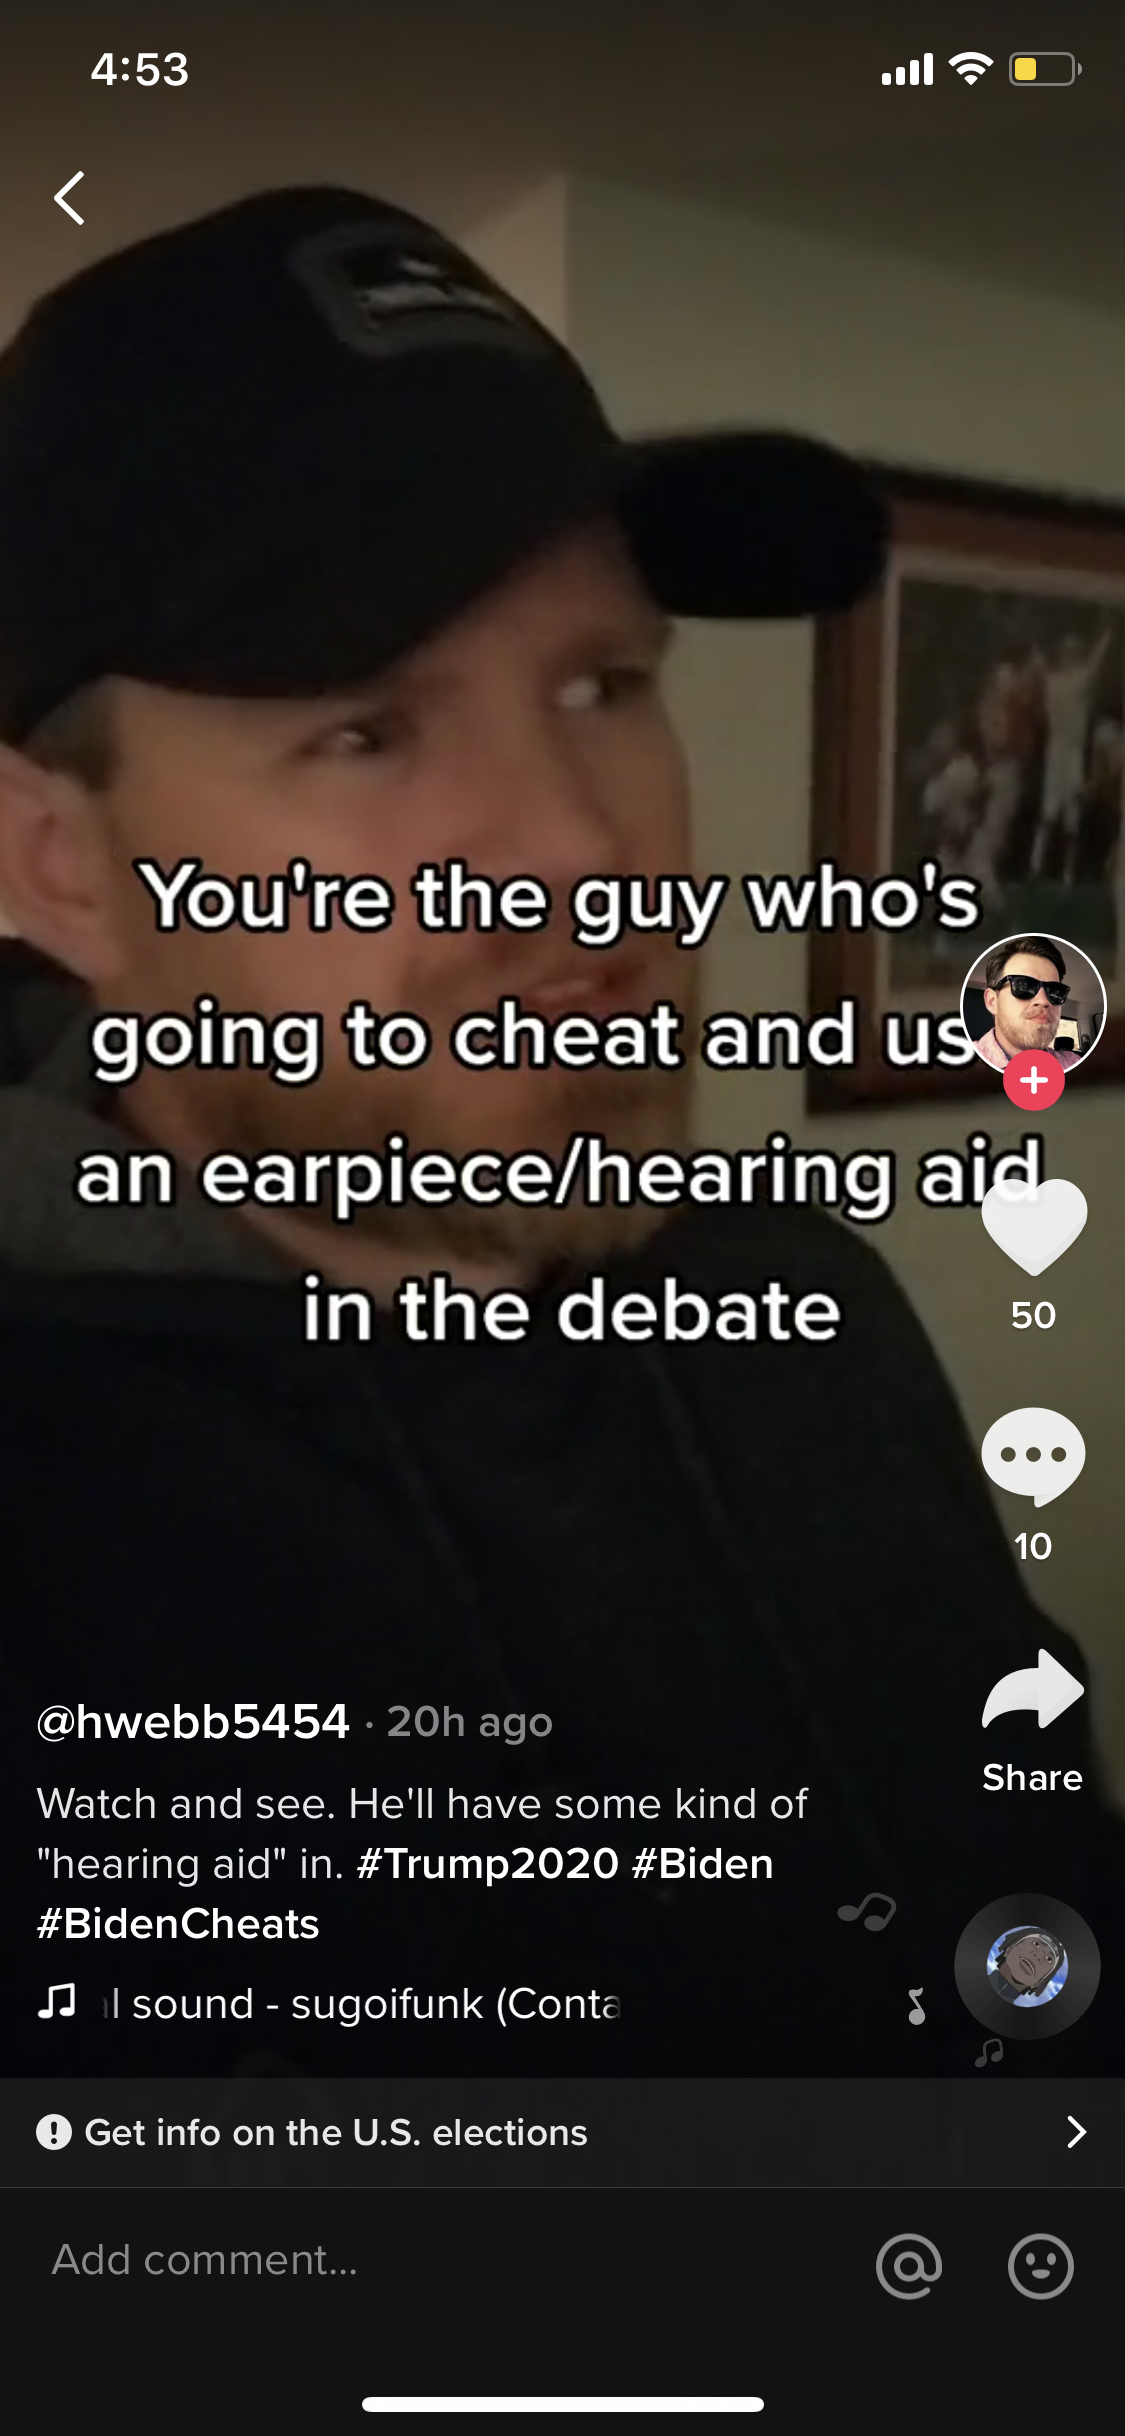 4:53
You're the guy who's
going to cheat and us
an earpiece/hearing aid
in the debate
50
10
Share
@hwebb5454 · 20h ago
Watch and see. He'll have some kind of
"hearing aid" in. #Trump2020 #Biden
#BidenCheats
l sound - sugoifunk (Conta
Get info on the U.S. elections
Add comment...